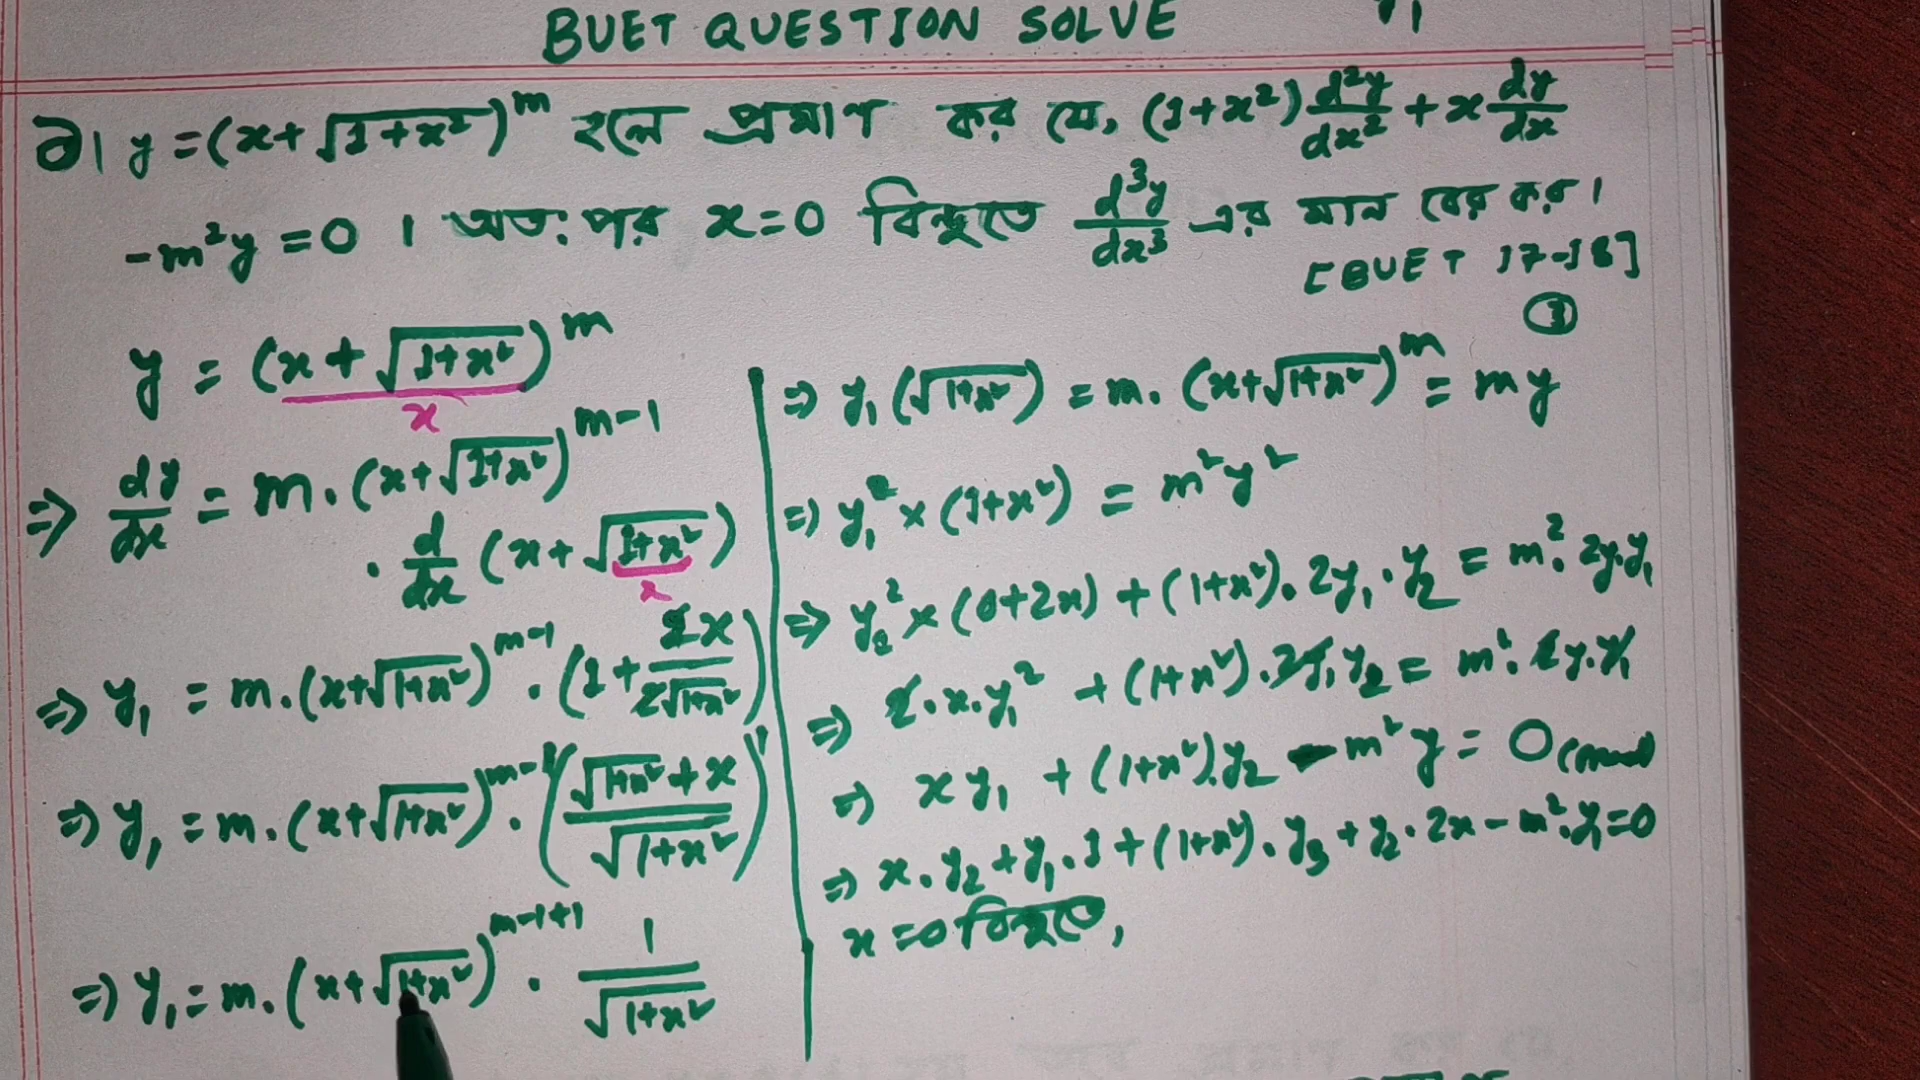 BUET QUESTION SOLVE
৯। y = (x+√1+x²)^m হলে প্রমাণ কর যে, (1+x²) d²y/dx² + x dy/dx
-m²y = 0 । অত:পর x=0 বিন্দুতে d³y/dx³ এর মান বের কর।
[BUET 17-18]
③
y = (x+√1+x²)^m
x
⇒ dy/dx = m.(x+√1+x²)^m-1
. d/dx (x+√1+x²)
x
⇒ y₁ = m.(x+√1+x²)^m-1 . (1+ 2x/2√1+x²)
⇒ y₁ = m.(x+√1+x²)^m-1 . (√1+x² + x / √1+x²)^1
⇒ y₁ = m.(x+√1+x²)^m-1+1 . 1/√1+x²
⇒ y₁ (√1+x²) = m. (x+√1+x²)^m = my
⇒ y₁² × (1+x²) = m²y²
⇒ y₂² × (0+2x) + (1+x²). 2y₁ . y₂ = m². 2y.y₁
⇒ 2.x.y₁² + (1+x²).2y₁ y₂ = m². 2y.y₁
⇒ xy₁ + (1+x²).y₂ - m²y = 0
⇒ x.y₂+y₁.1+(1+x²).y₃+y₂.2x-m².y₁=0
x=0 বিন্দুতে,